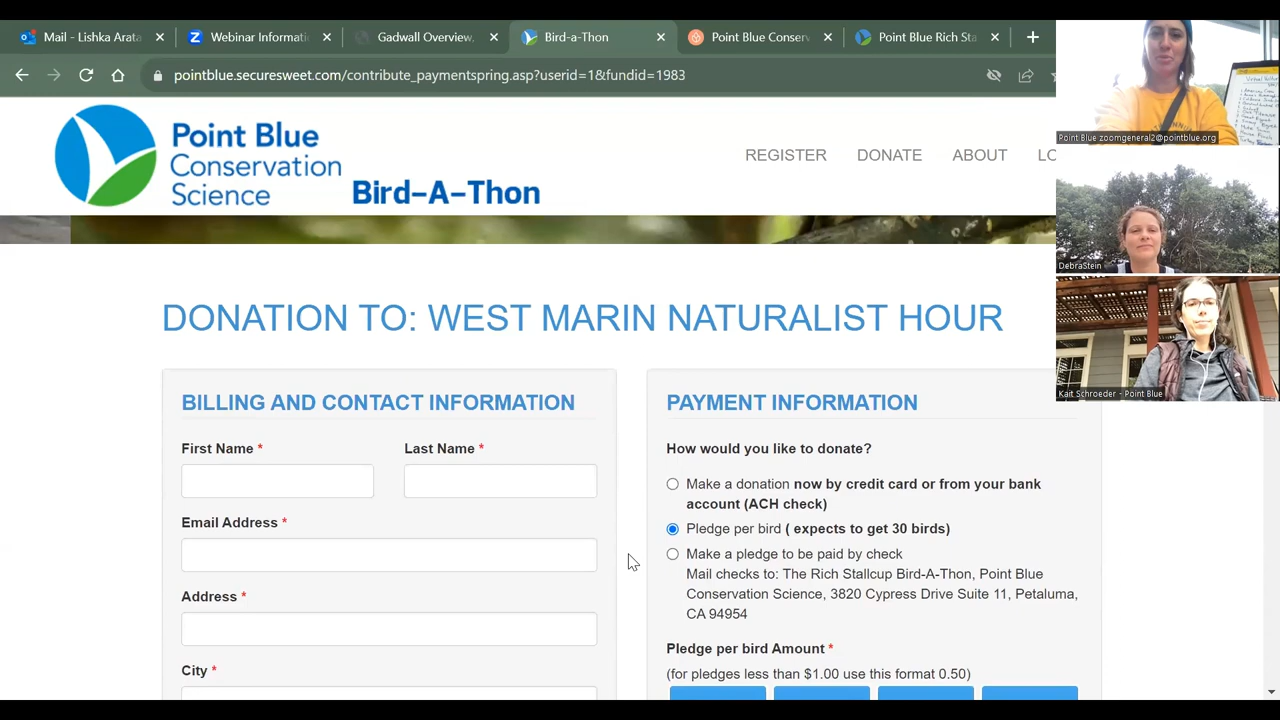 Mail - Lishka Arata
Webinar Informati
Gadwall Overview,
Bird-a-Thon
Point Blue Conserv
Point Blue Rich Sta
pointblue.securesweet.com/contribute_paymentspring.asp?userid=1&fundid=1983
Point Blue
Conservation
Science
Bird-A-Thon
REGISTER
DONATE
ABOUT
LO
Point Blue zoomgeneral2@pointblue.org
DebraStein
Kait Schroeder - Point Blue
DONATION TO: WEST MARIN NATURALIST HOUR
BILLING AND CONTACT INFORMATION
First Name *
Last Name *
Email Address *
Address *
City *
PAYMENT INFORMATION
How would you like to donate?
Make a donation now by credit card or from your bank
account (ACH check)
Pledge per bird ( expects to get 30 birds)
Make a pledge to be paid by check
Mail checks to: The Rich Stallcup Bird-A-Thon, Point Blue
Conservation Science, 3820 Cypress Drive Suite 11, Petaluma,
CA 94954
Pledge per bird Amount *
(for pledges less than $1.00 use this format 0.50)